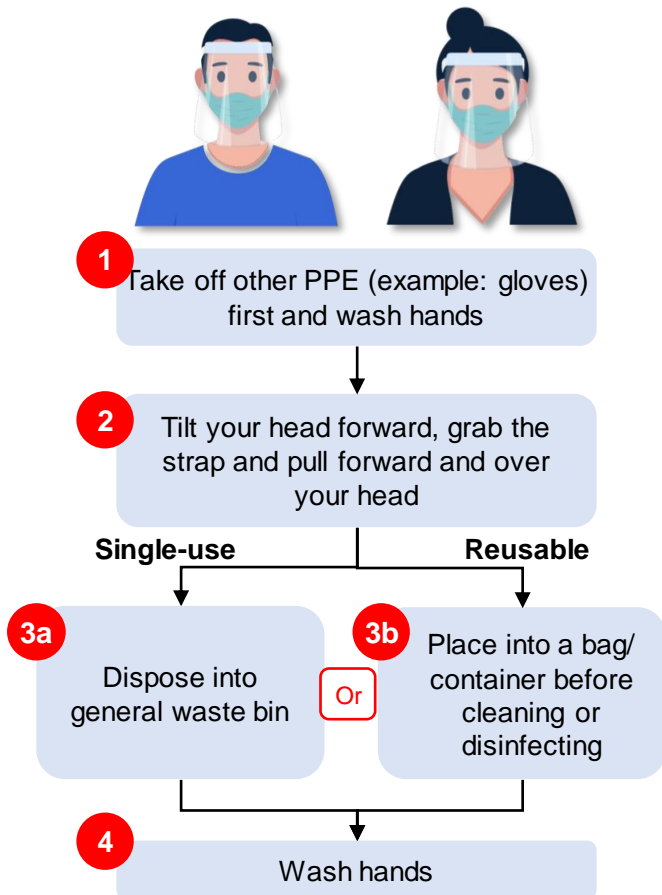 1
Take off other PPE (example: gloves)
first and wash hands
2
Tilt your head forward, grab the
strap and pull forward and over
your head
Single-use
Reusable
3a
Dispose into
general waste bin
Or
3b
Place into a bag/
container before
cleaning or
disinfecting
4
Wash hands